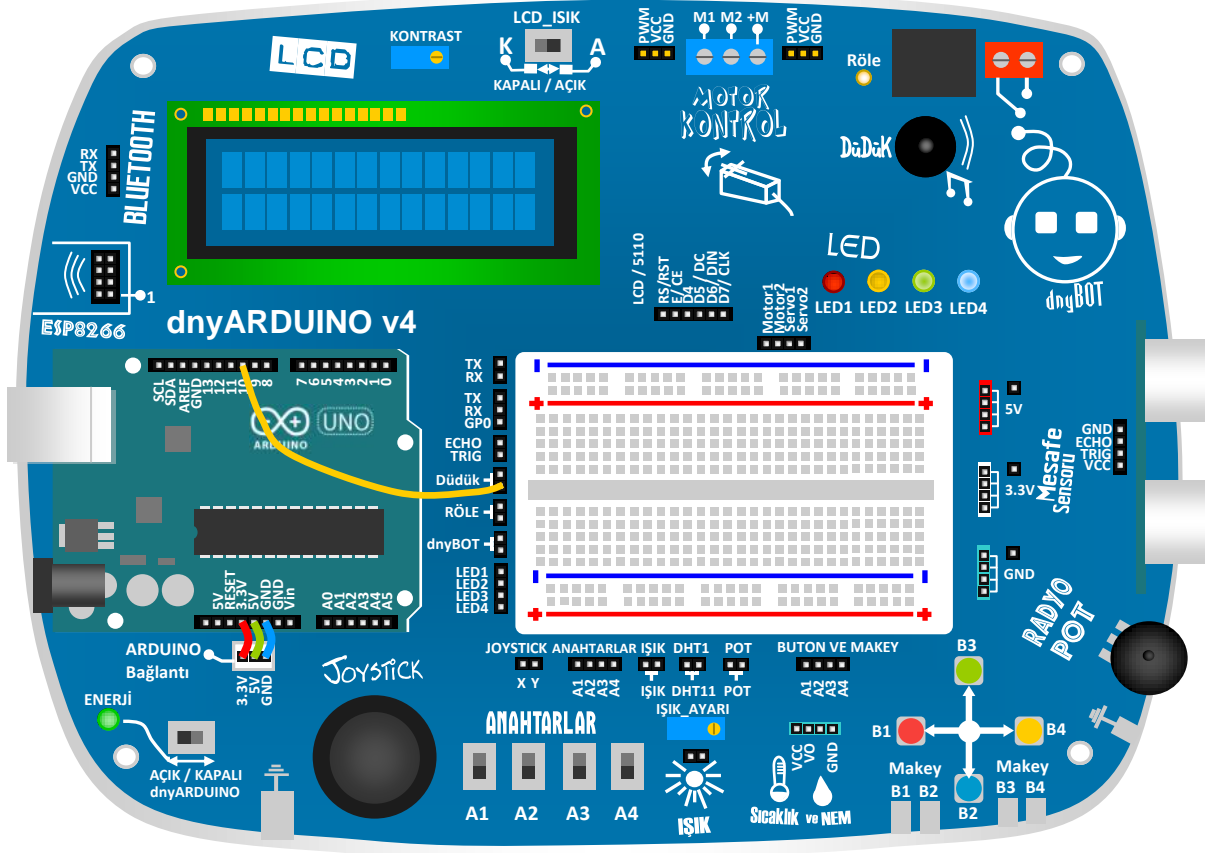 LCD_ISIK
K A
KAPALI / AÇIK
LCD
KONTRAST
PWM
VCC
GND
M1 M2 +M
PWM
VCC
GND
Röle
MOTOR
KONTROL
DüDüK
BLUETOOTH
RX
TX
GND
VCC
1
ESP8266
dnyARDUINO v4
LCD / 5110
RS/RST
E/CE
D4
D5 / DC
D6/ DIN
D7/ CLK
Motor1
Motor2
Servo1
Servo2
LED
LED1 LED2 LED3 LED4
dnyBOT
SCL
SDA
AREF
GND
13
12
11
10
9
8
7
6
5
4
3
2
1
0
UNO
ARDUINO
TX
RX
TX
RX
GP0
ECHO
TRIG
Düdük
RÖLE
dnyBOT
LED1
LED2
LED3
LED4
5V
3.3V
GND
GND
ECHO
TRIG
VCC
Mesafe
Sensoru
RADYO
POT
5V
RESET
3.3V
5V
GND
GND
Vin
A0
A1
A2
A3
A4
A5
ARDUINO
Bağlantı
3.3V
5V
GND
ENERJİ
AÇIK / KAPALI
dnyARDUINO
JOYSTICK
JOYSTICK ANAHTARLAR IŞIK DHT1 POT
X Y
A1
A2
A3
A4
IŞIK DHT11 POT
IŞIK_AYARI
BUTON VE MAKEY
A1
A2
A3
A4
ANAHTARLAR
A1 A2 A3 A4
IŞIK
VCC
VO
GND
Sıcaklık ve NEM
B3
B1
B4
B2
Makey
B1 B2
Makey
B3 B4